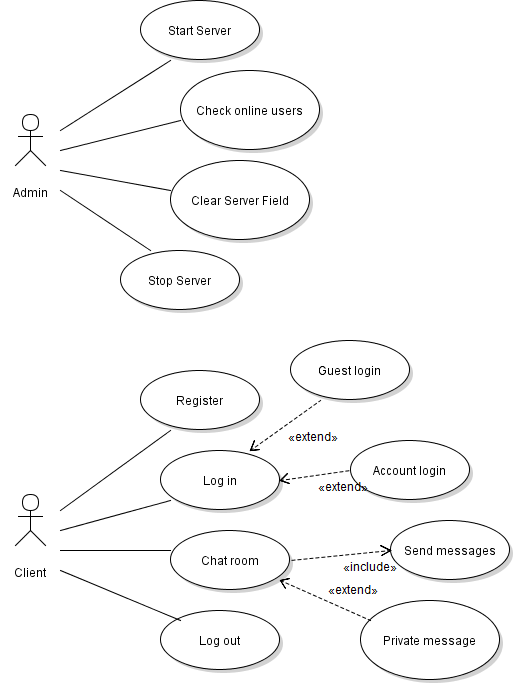 Start Server
Check online users
Admin
Clear Server Field
Stop Server
Guest login
Register
«extend»
Log in
Account login
«extend»
Client
Chat room
Send messages
«include»
«extend»
Log out
Private message